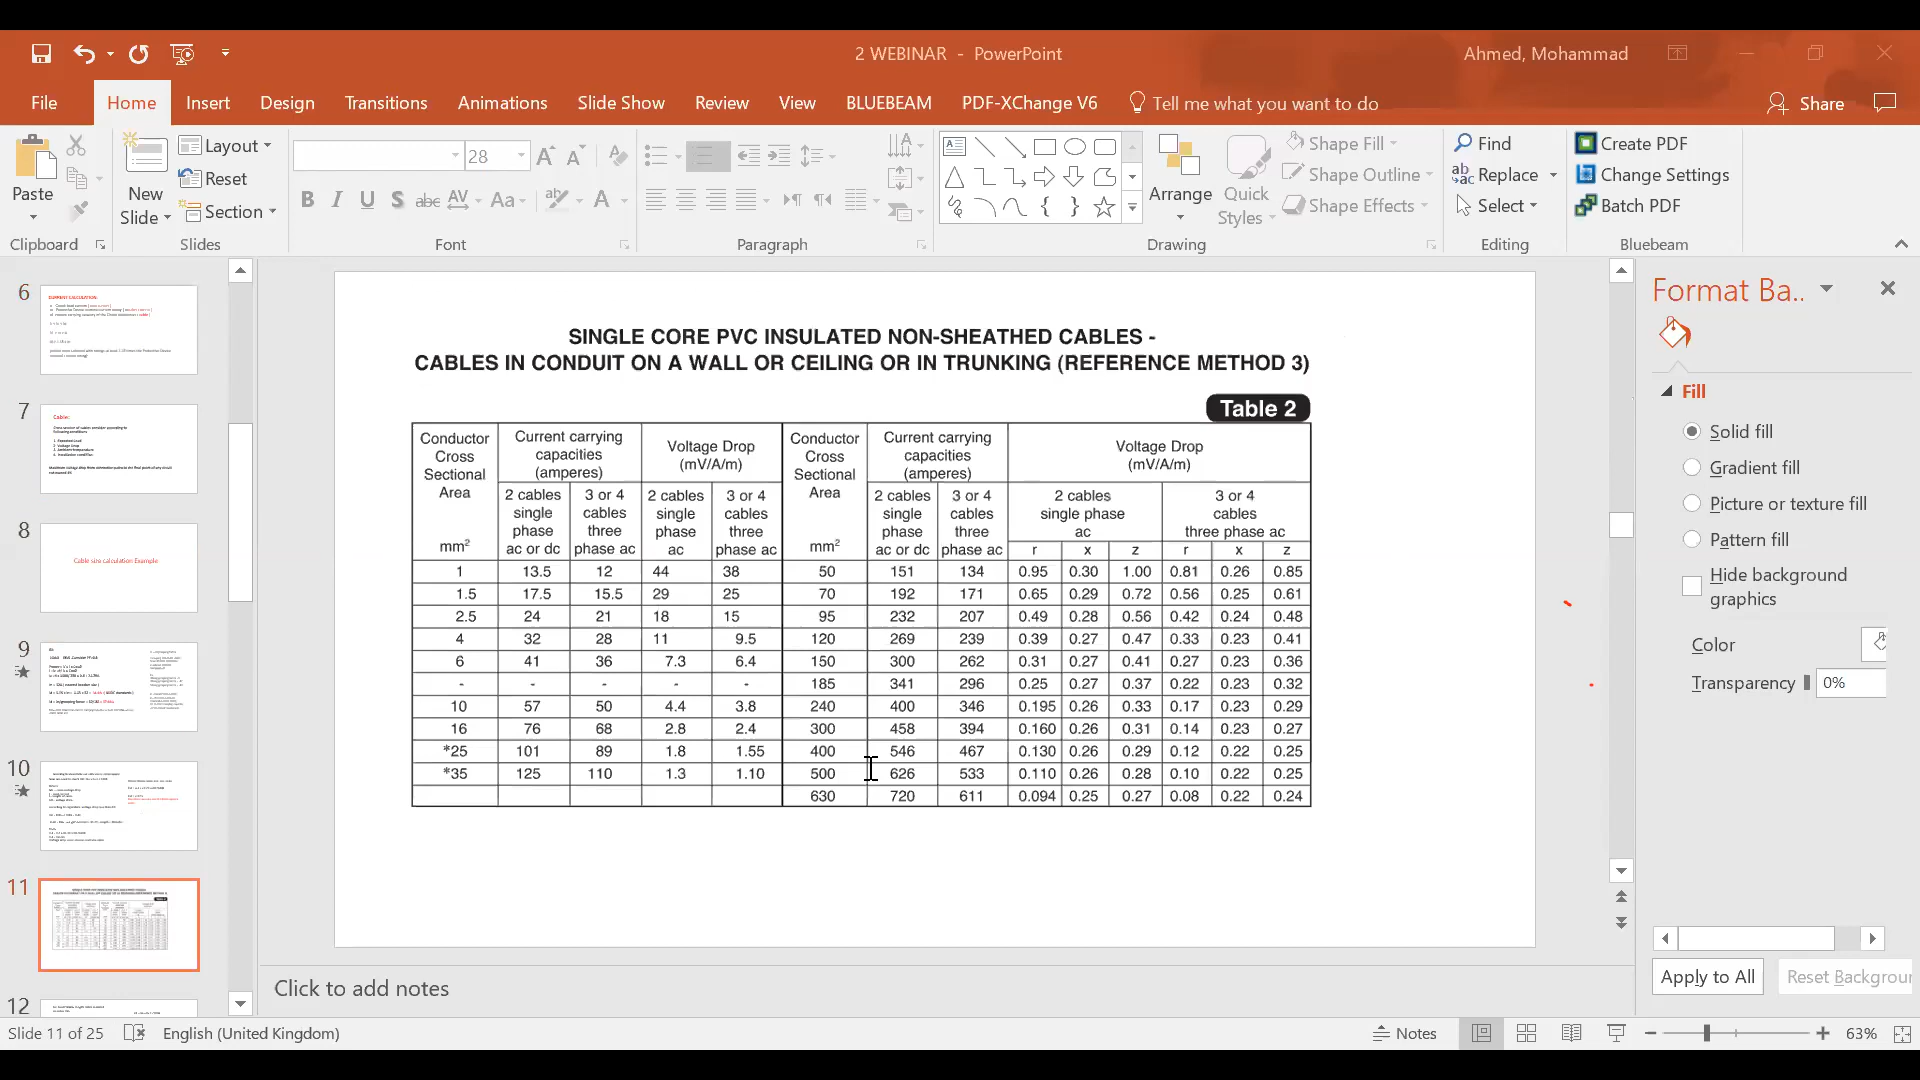 2 WEBINAR - PowerPoint
Ahmed, Mohammad
File Home Insert Design Transitions Animations Slide Show Review View BLUEBEAM PDF-XChange V6 Tell me what you want to do Share
Paste
Clipboard
New Slide
Layout
Reset
Section
Slides
28
B I U S abc AV Aa A
Font
Paragraph
Arrange
Quick Styles
Shape Fill
Shape Outline
Shape Effects
Drawing
Find
Replace
Select
Editing
Create PDF
Change Settings
Batch PDF
Bluebeam
6
CURRENT CALCULATION
7
Cable:
8
Cable size calculation Example
9
10
11
12
SINGLE CORE PVC INSULATED NON-SHEATHED CABLES -
CABLES IN CONDUIT ON A WALL OR CEILING OR IN TRUNKING (REFERENCE METHOD 3)
Table 2
Conductor Cross Sectional Area mm² | Current carrying capacities (amperes) | Voltage Drop (mV/A/m) | Conductor Cross Sectional Area mm² | Current carrying capacities (amperes) | Voltage Drop (mV/A/m)
2 cables single phase ac or dc | 3 or 4 cables three phase ac | 2 cables single phase ac | 3 or 4 cables three phase ac | 2 cables single phase ac or dc | 3 or 4 cables three phase ac | 2 cables single phase ac | 3 or 4 cables three phase ac
r x z r x z
1 13.5 12 44 38 50 151 134 0.95 0.30 1.00 0.81 0.26 0.85
1.5 17.5 15.5 29 25 70 192 171 0.65 0.29 0.72 0.56 0.25 0.61
2.5 24 21 18 15 95 232 207 0.49 0.28 0.56 0.42 0.24 0.48
4 32 28 11 9.5 120 269 239 0.39 0.27 0.47 0.33 0.23 0.41
6 41 36 7.3 6.4 150 300 262 0.31 0.27 0.41 0.27 0.23 0.36
- - - - - 185 341 296 0.25 0.27 0.37 0.22 0.23 0.32
10 57 50 4.4 3.8 240 400 346 0.195 0.26 0.33 0.17 0.23 0.29
16 76 68 2.8 2.4 300 458 394 0.160 0.26 0.31 0.14 0.23 0.27
*25 101 89 1.8 1.55 400 546 467 0.130 0.26 0.29 0.12 0.22 0.25
*35 125 110 1.3 1.10 500 626 533 0.110 0.26 0.28 0.10 0.22 0.25
630 720 611 0.094 0.25 0.27 0.08 0.22 0.24
Format Ba..
Fill
Solid fill
Gradient fill
Picture or texture fill
Pattern fill
Hide background graphics
Color
Transparency 0%
Apply to All
Reset Backgrour
Click to add notes
Slide 11 of 25
English (United Kingdom)
Notes
63%